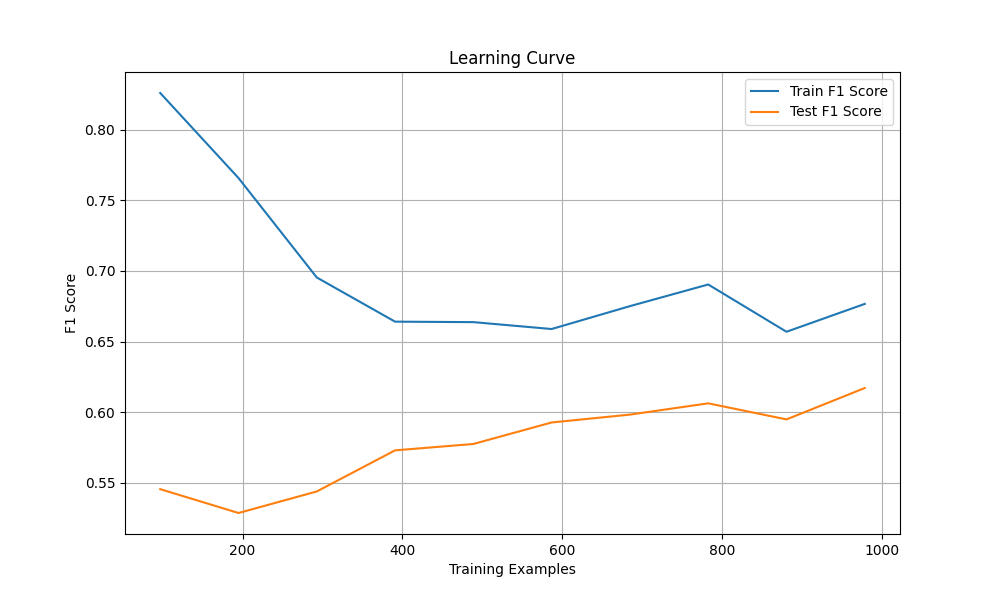 Learning Curve
Train F1 Score
Test F1 Score
0.80
0.75
0.70
0.65
0.60
0.55
F1 Score
200
400
600
800
1000
Training Examples